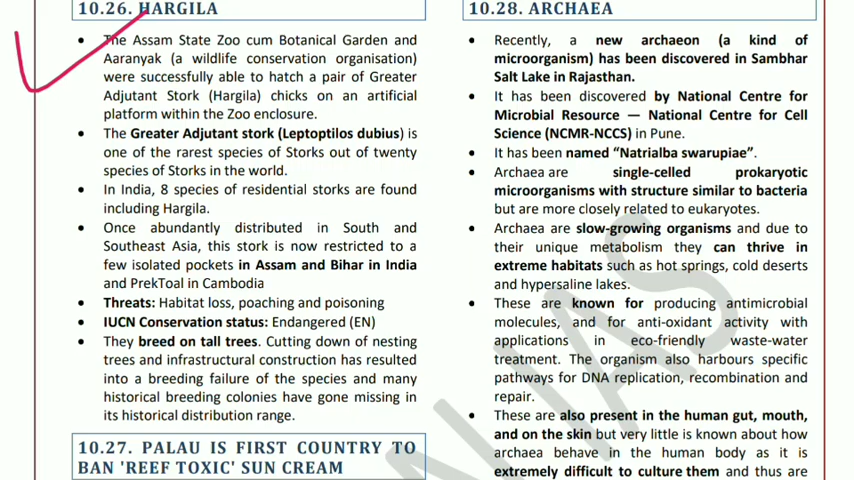 10.26. HARGILA
The Assam State Zoo cum Botanical Garden and
Aaranyak (a wildlife conservation organisation)
were successfully able to hatch a pair of Greater
Adjutant Stork (Hargila) chicks on an artificial
platform within the Zoo enclosure.
The Greater Adjutant stork (Leptoptilos dubius) is
one of the rarest species of Storks out of twenty
species of Storks in the world.
In India, 8 species of residential storks are found
including Hargila.
Once abundantly distributed in South and
Southeast Asia, this stork is now restricted to a
few isolated pockets in Assam and Bihar in India
and PrekToal in Cambodia
Threats: Habitat loss, poaching and poisoning
IUCN Conservation status: Endangered (EN)
They breed on tall trees. Cutting down of nesting
trees and infrastructural construction has resulted
into a breeding failure of the species and many
historical breeding colonies have gone missing in
its historical distribution range.
10.27. PALAU IS FIRST COUNTRY TO
BAN 'REEF TOXIC' SUN CREAM
10.28. ARCHAEA
Recently, a new archaeon (a kind of
microorganism) has been discovered in Sambhar
Salt Lake in Rajasthan.
It has been discovered by National Centre for
Microbial Resource — National Centre for Cell
Science (NCMR-NCCS) in Pune.
It has been named “Natrialba swarupiae”.
Archaea are single-celled prokaryotic
microorganisms with structure similar to bacteria
but are more closely related to eukaryotes.
Archaea are slow-growing organisms and due to
their unique metabolism they can thrive in
extreme habitats such as hot springs, cold deserts
and hypersaline lakes.
These are known for producing antimicrobial
molecules, and for anti-oxidant activity with
applications in eco-friendly waste-water
treatment. The organism also harbours specific
pathways for DNA replication, recombination and
repair.
These are also present in the human gut, mouth,
and on the skin but very little is known about how
archaea behave in the human body as it is
extremely difficult to culture them and thus are